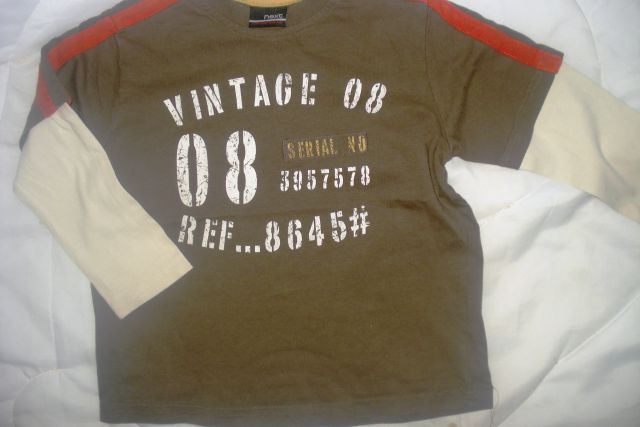 VINTAGE 08
08
SERIAL NO
3957578
REF...8645#